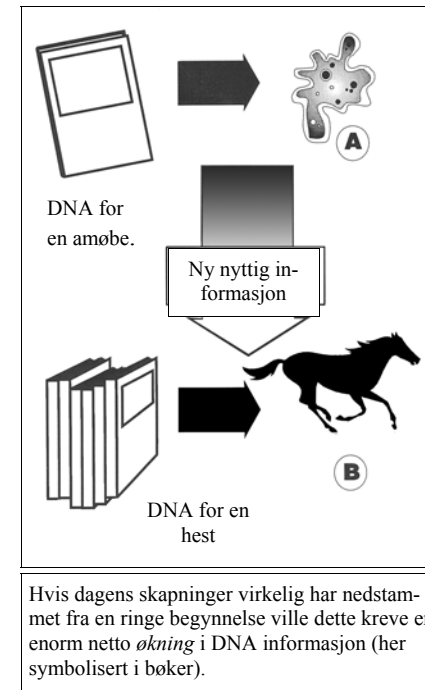 A
DNA for
en amøbe.
Ny nyttig in-
formasjon
B
DNA for en
hest
Hvis dagens skapninger virkelig har nedstam-
met fra en ringe begynnelse ville dette kreve
enorm netto økning i DNA informasjon (her
symbolisert i bøker).